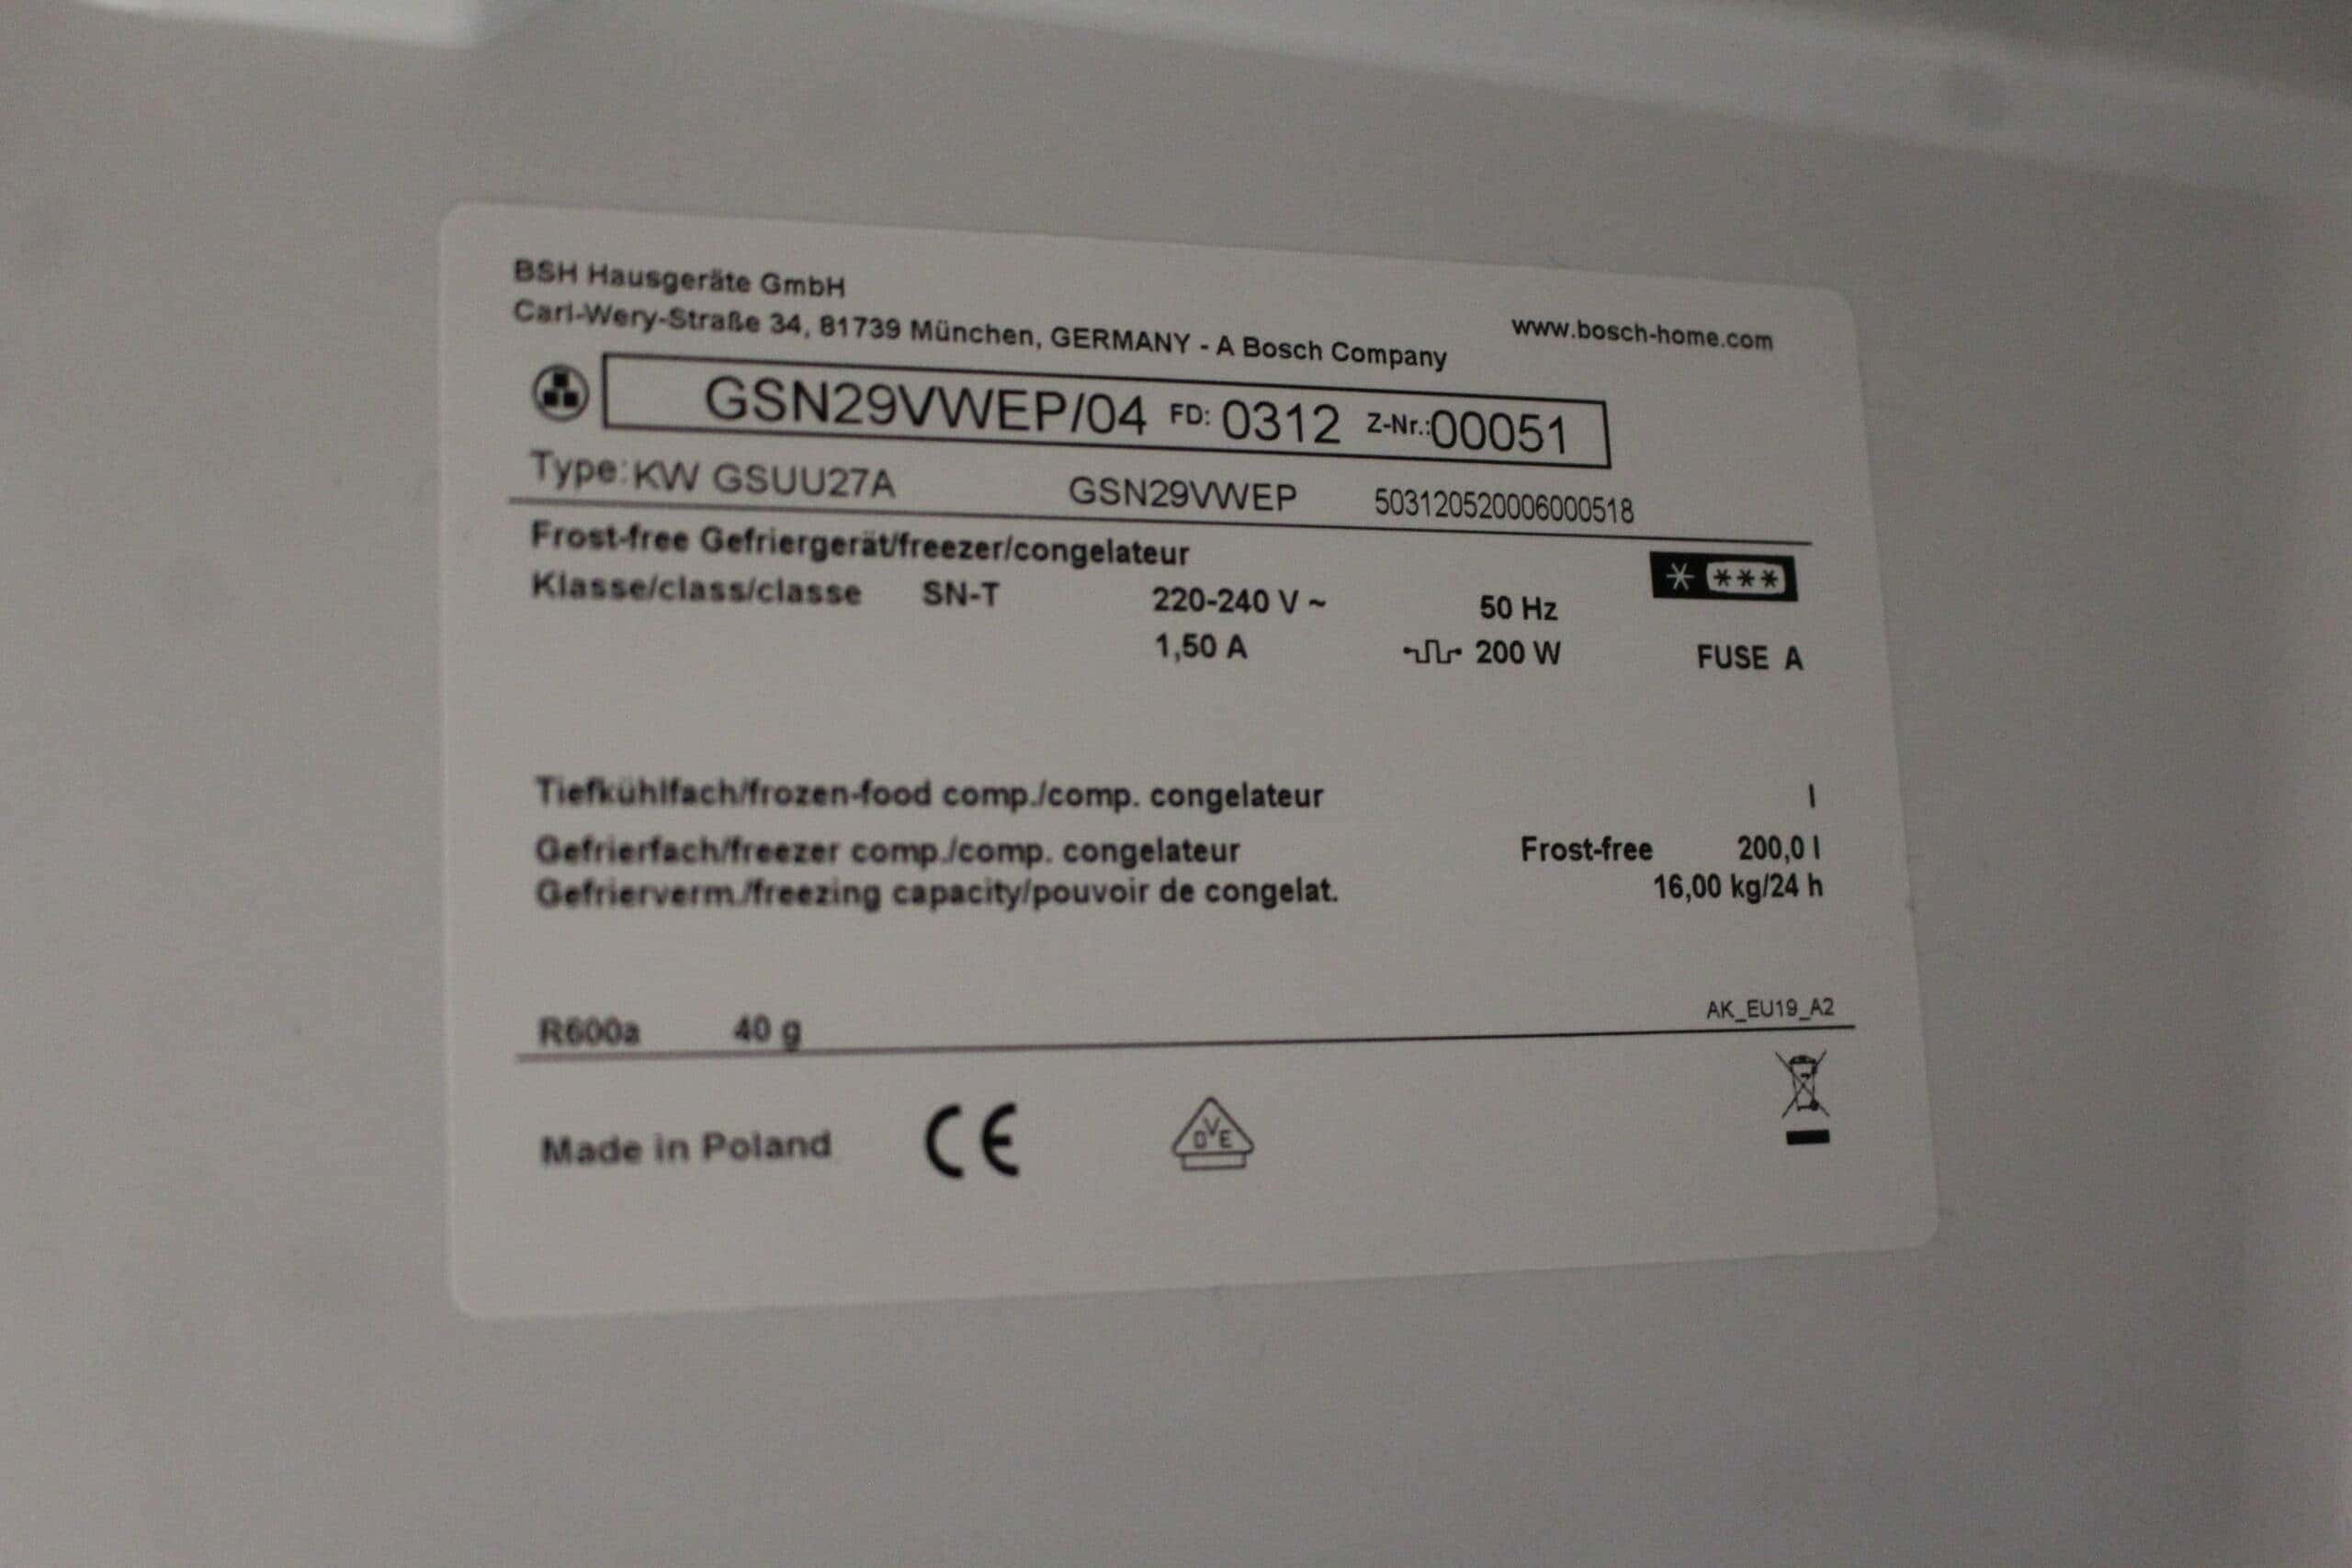 BSH Hausgeräte GmbH
Carl-Wery-Straße 34, 81739 München, GERMANY - A Bosch Company
www.bosch-home.com
GSN29VWEP/04 FD: 0312 Z-Nr.:00051
Type:KW GSUU27A GSN29VWEP 503120520006000518
Frost-free Gefriergerät/freezer/congelateur
Klasse/class/classe SN-T 220-240 V ~ 50 Hz
1,50 A 200 W FUSE A
Tiefkühlfach/frozen-food comp./comp. congelateur l
Gefrierfach/freezer comp./comp. congelateur Frost-free 200,0 l
Gefrierverm./freezing capacity/pouvoir de congelat. 16,00 kg/24 h
AK_EU19_A2
R600a 40 g
Made in Poland CE DVE